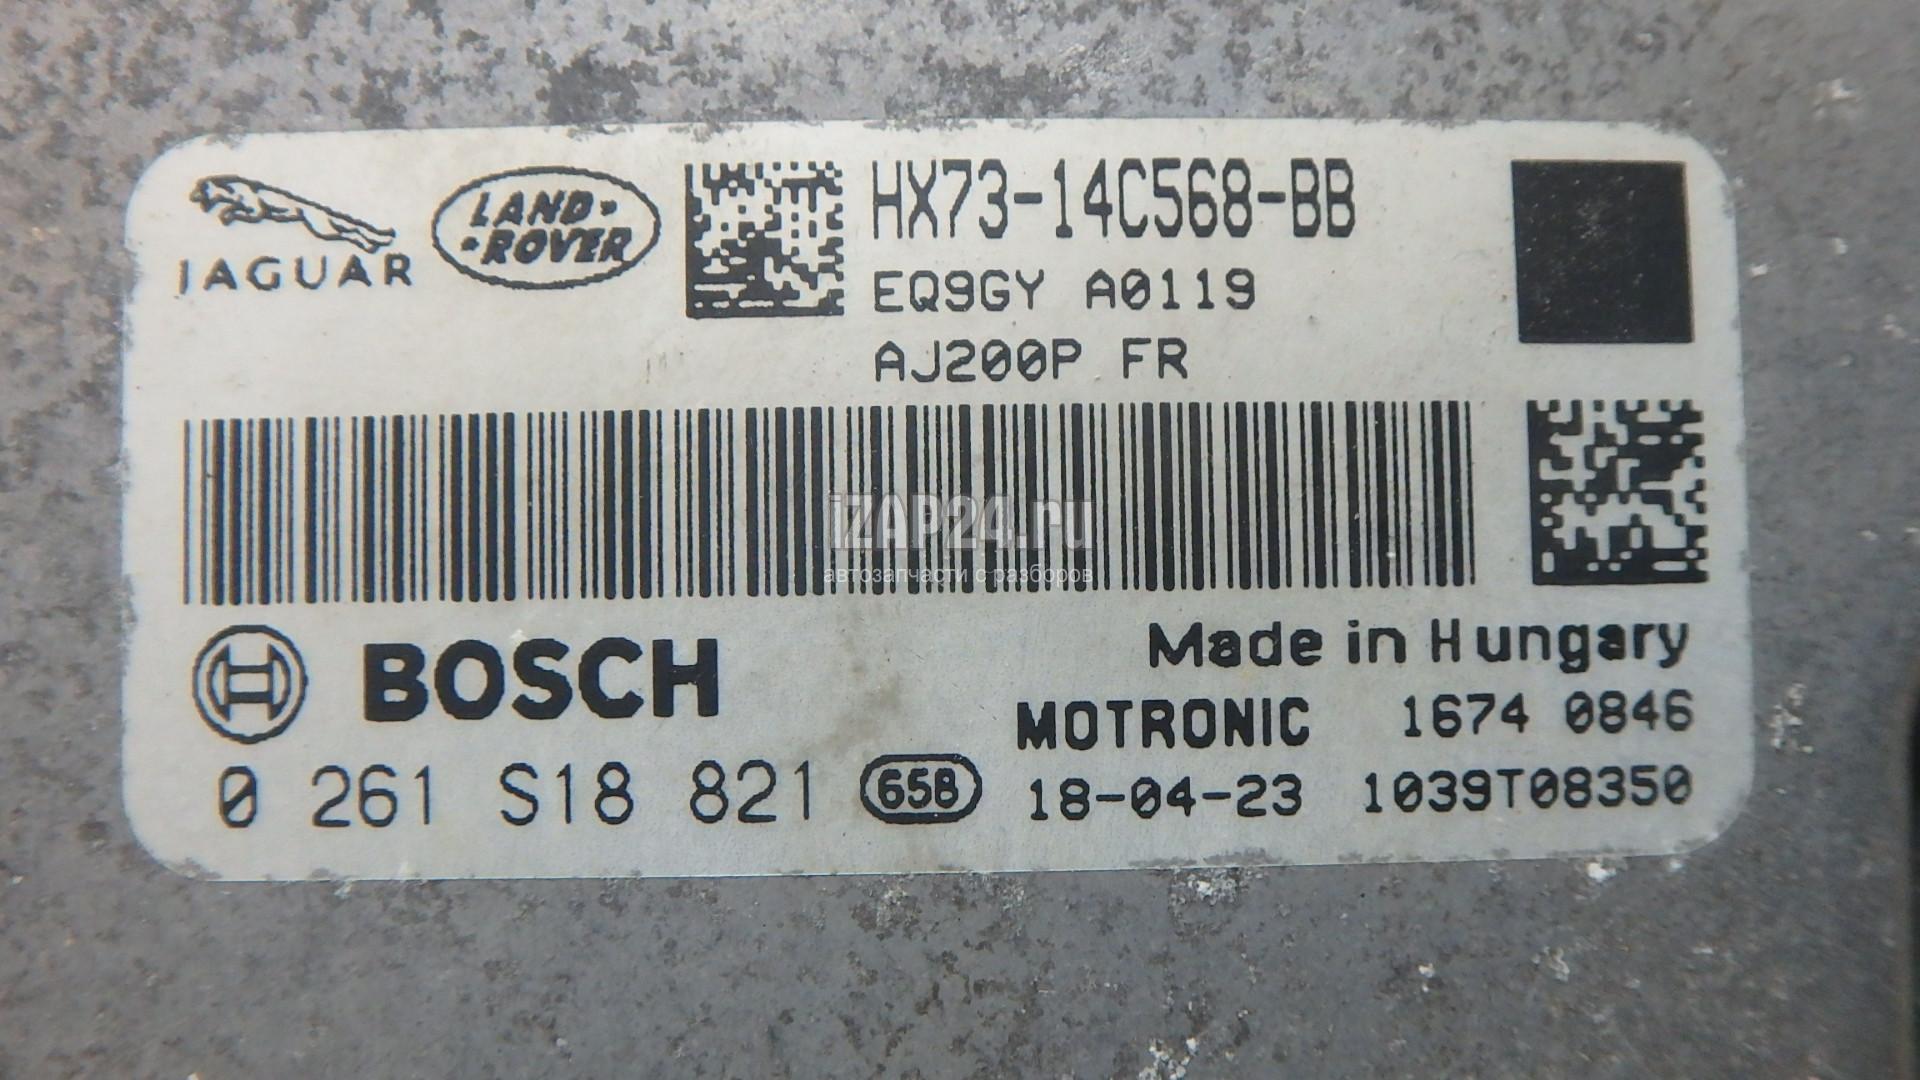 JAGUAR
LAND ROVER
HX73-14C568-BB
EQ9GY A0119
AJ200P FR
iZAP24.ru
автозапчасти с разборов
BOSCH
Made in Hungary
MOTRONIC 1674 0846
0 261 S18 821 65B 18-04-23 1039T08350